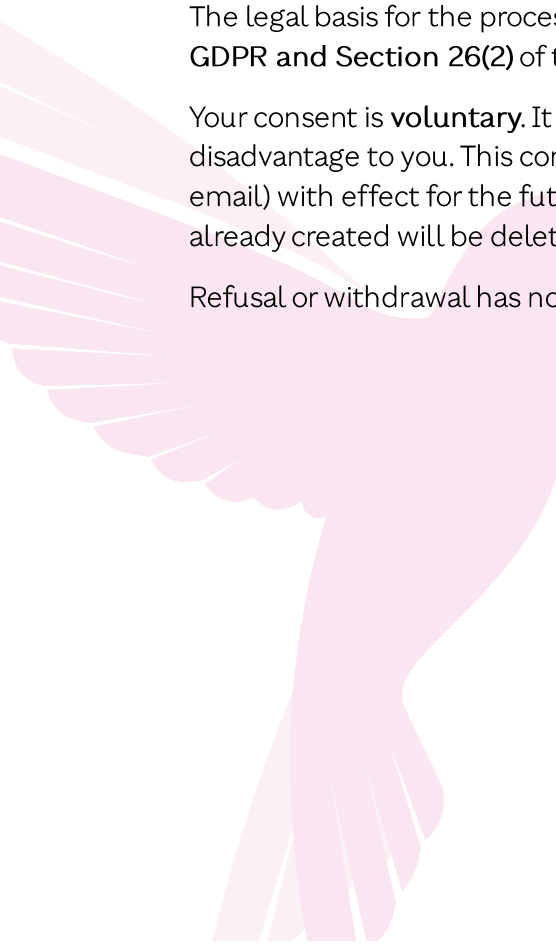 The legal basis for the proces
GDPR and Section 26(2) of t
Your consent is voluntary. It
disadvantage to you. This con
email) with effect for the fut
already created will be delet
Refusal or withdrawal has no